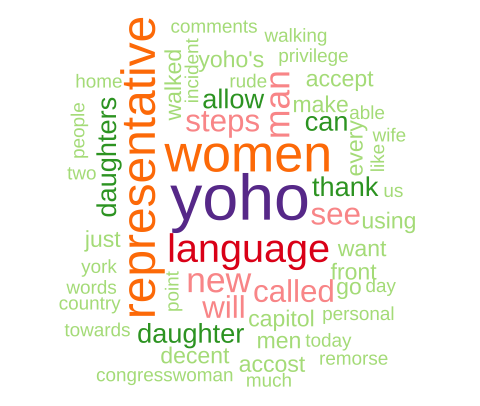 comments
walking
representative
incident
walked
yoho's
privilege
home
rude
man
accept
people
daughters
allow
make
able
steps
can
every
wife
women
like
two
yoho
thank
us
see
using
just
language
want
york
new
front
point
words
called
go
day
country
will
capitol
personal
towards
daughter
men
today
decent
accost
remorse
congresswoman
much